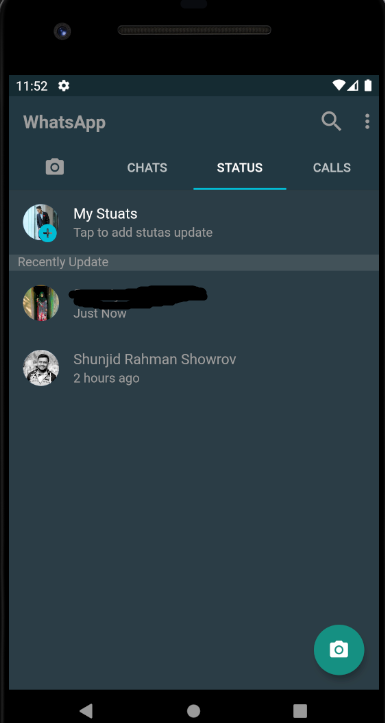 11:52
WhatsApp
CHATS STATUS CALLS
My Stuats
Tap to add stutas update
Recently Update
Just Now
Shunjid Rahman Showrov
2 hours ago